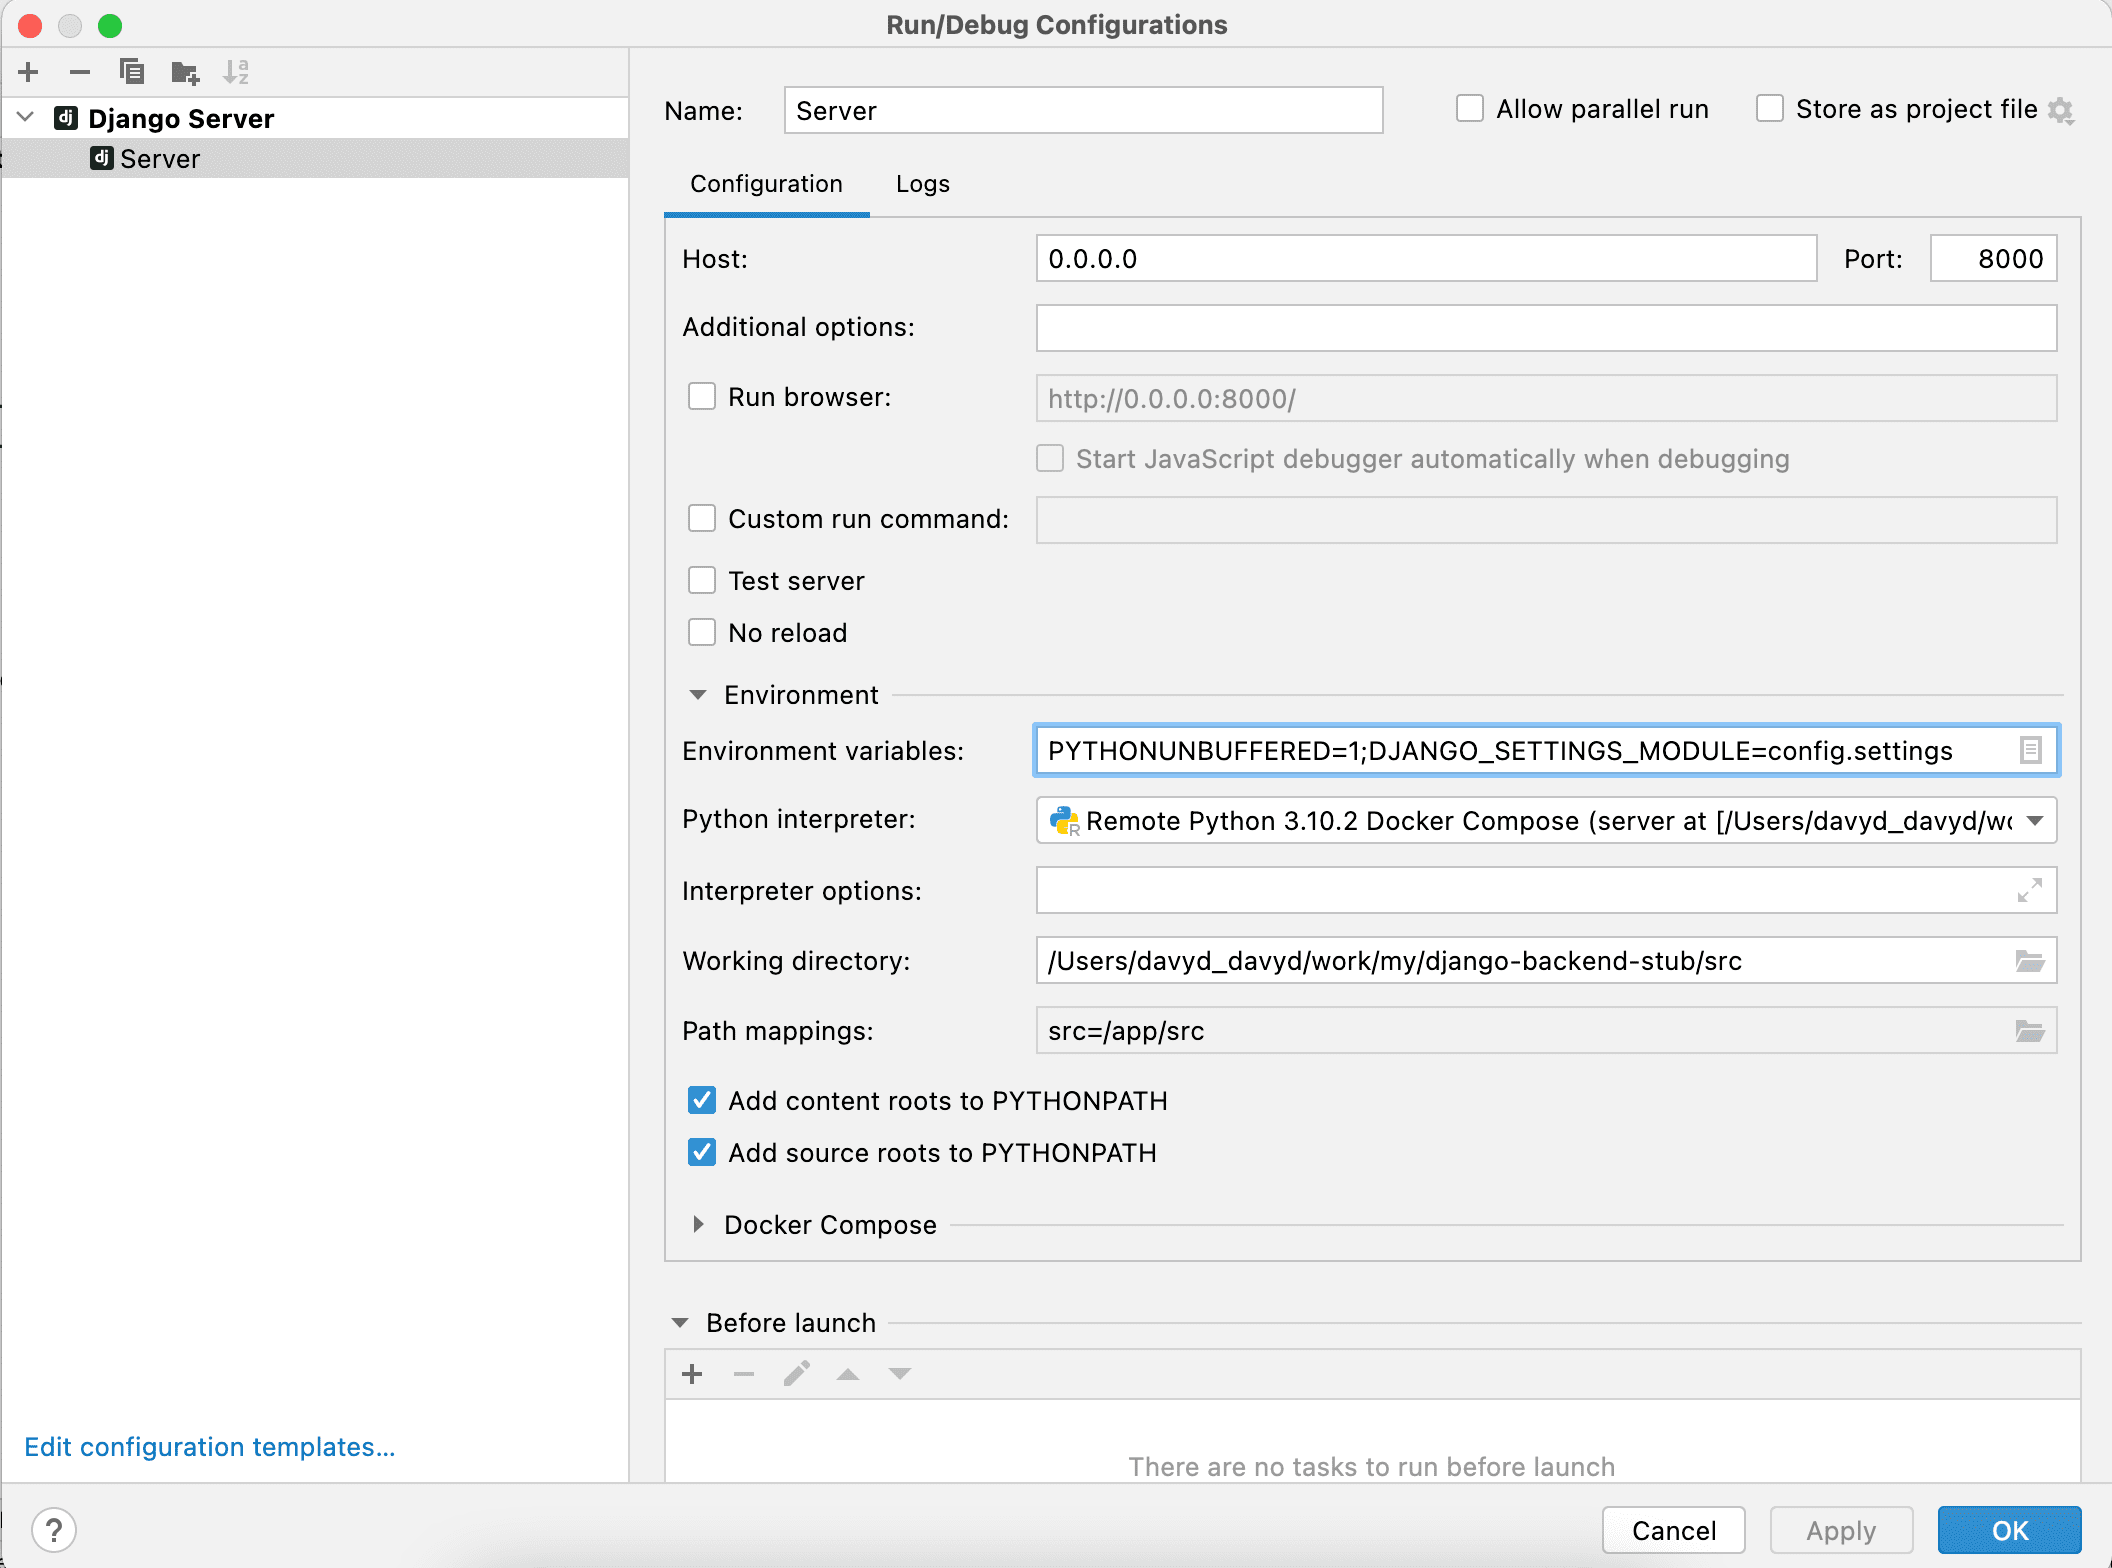 Run/Debug Configurations
Django Server
Server
Edit configuration templates...
Name: Server
Allow parallel run
Store as project file
Configuration Logs
Host: 0.0.0.0 Port: 8000
Additional options:
Run browser: http://0.0.0.0:8000/
Start JavaScript debugger automatically when debugging
Custom run command:
Test server
No reload
Environment
Environment variables: PYTHONUNBUFFERED=1;DJANGO_SETTINGS_MODULE=config.settings
Python interpreter: Remote Python 3.10.2 Docker Compose (server at [/Users/davyd_davyd/wo
Interpreter options:
Working directory: /Users/davyd_davyd/work/my/django-backend-stub/src
Path mappings: src=/app/src
Add content roots to PYTHONPATH
Add source roots to PYTHONPATH
Docker Compose
Before launch
There are no tasks to run before launch
? Cancel Apply OK